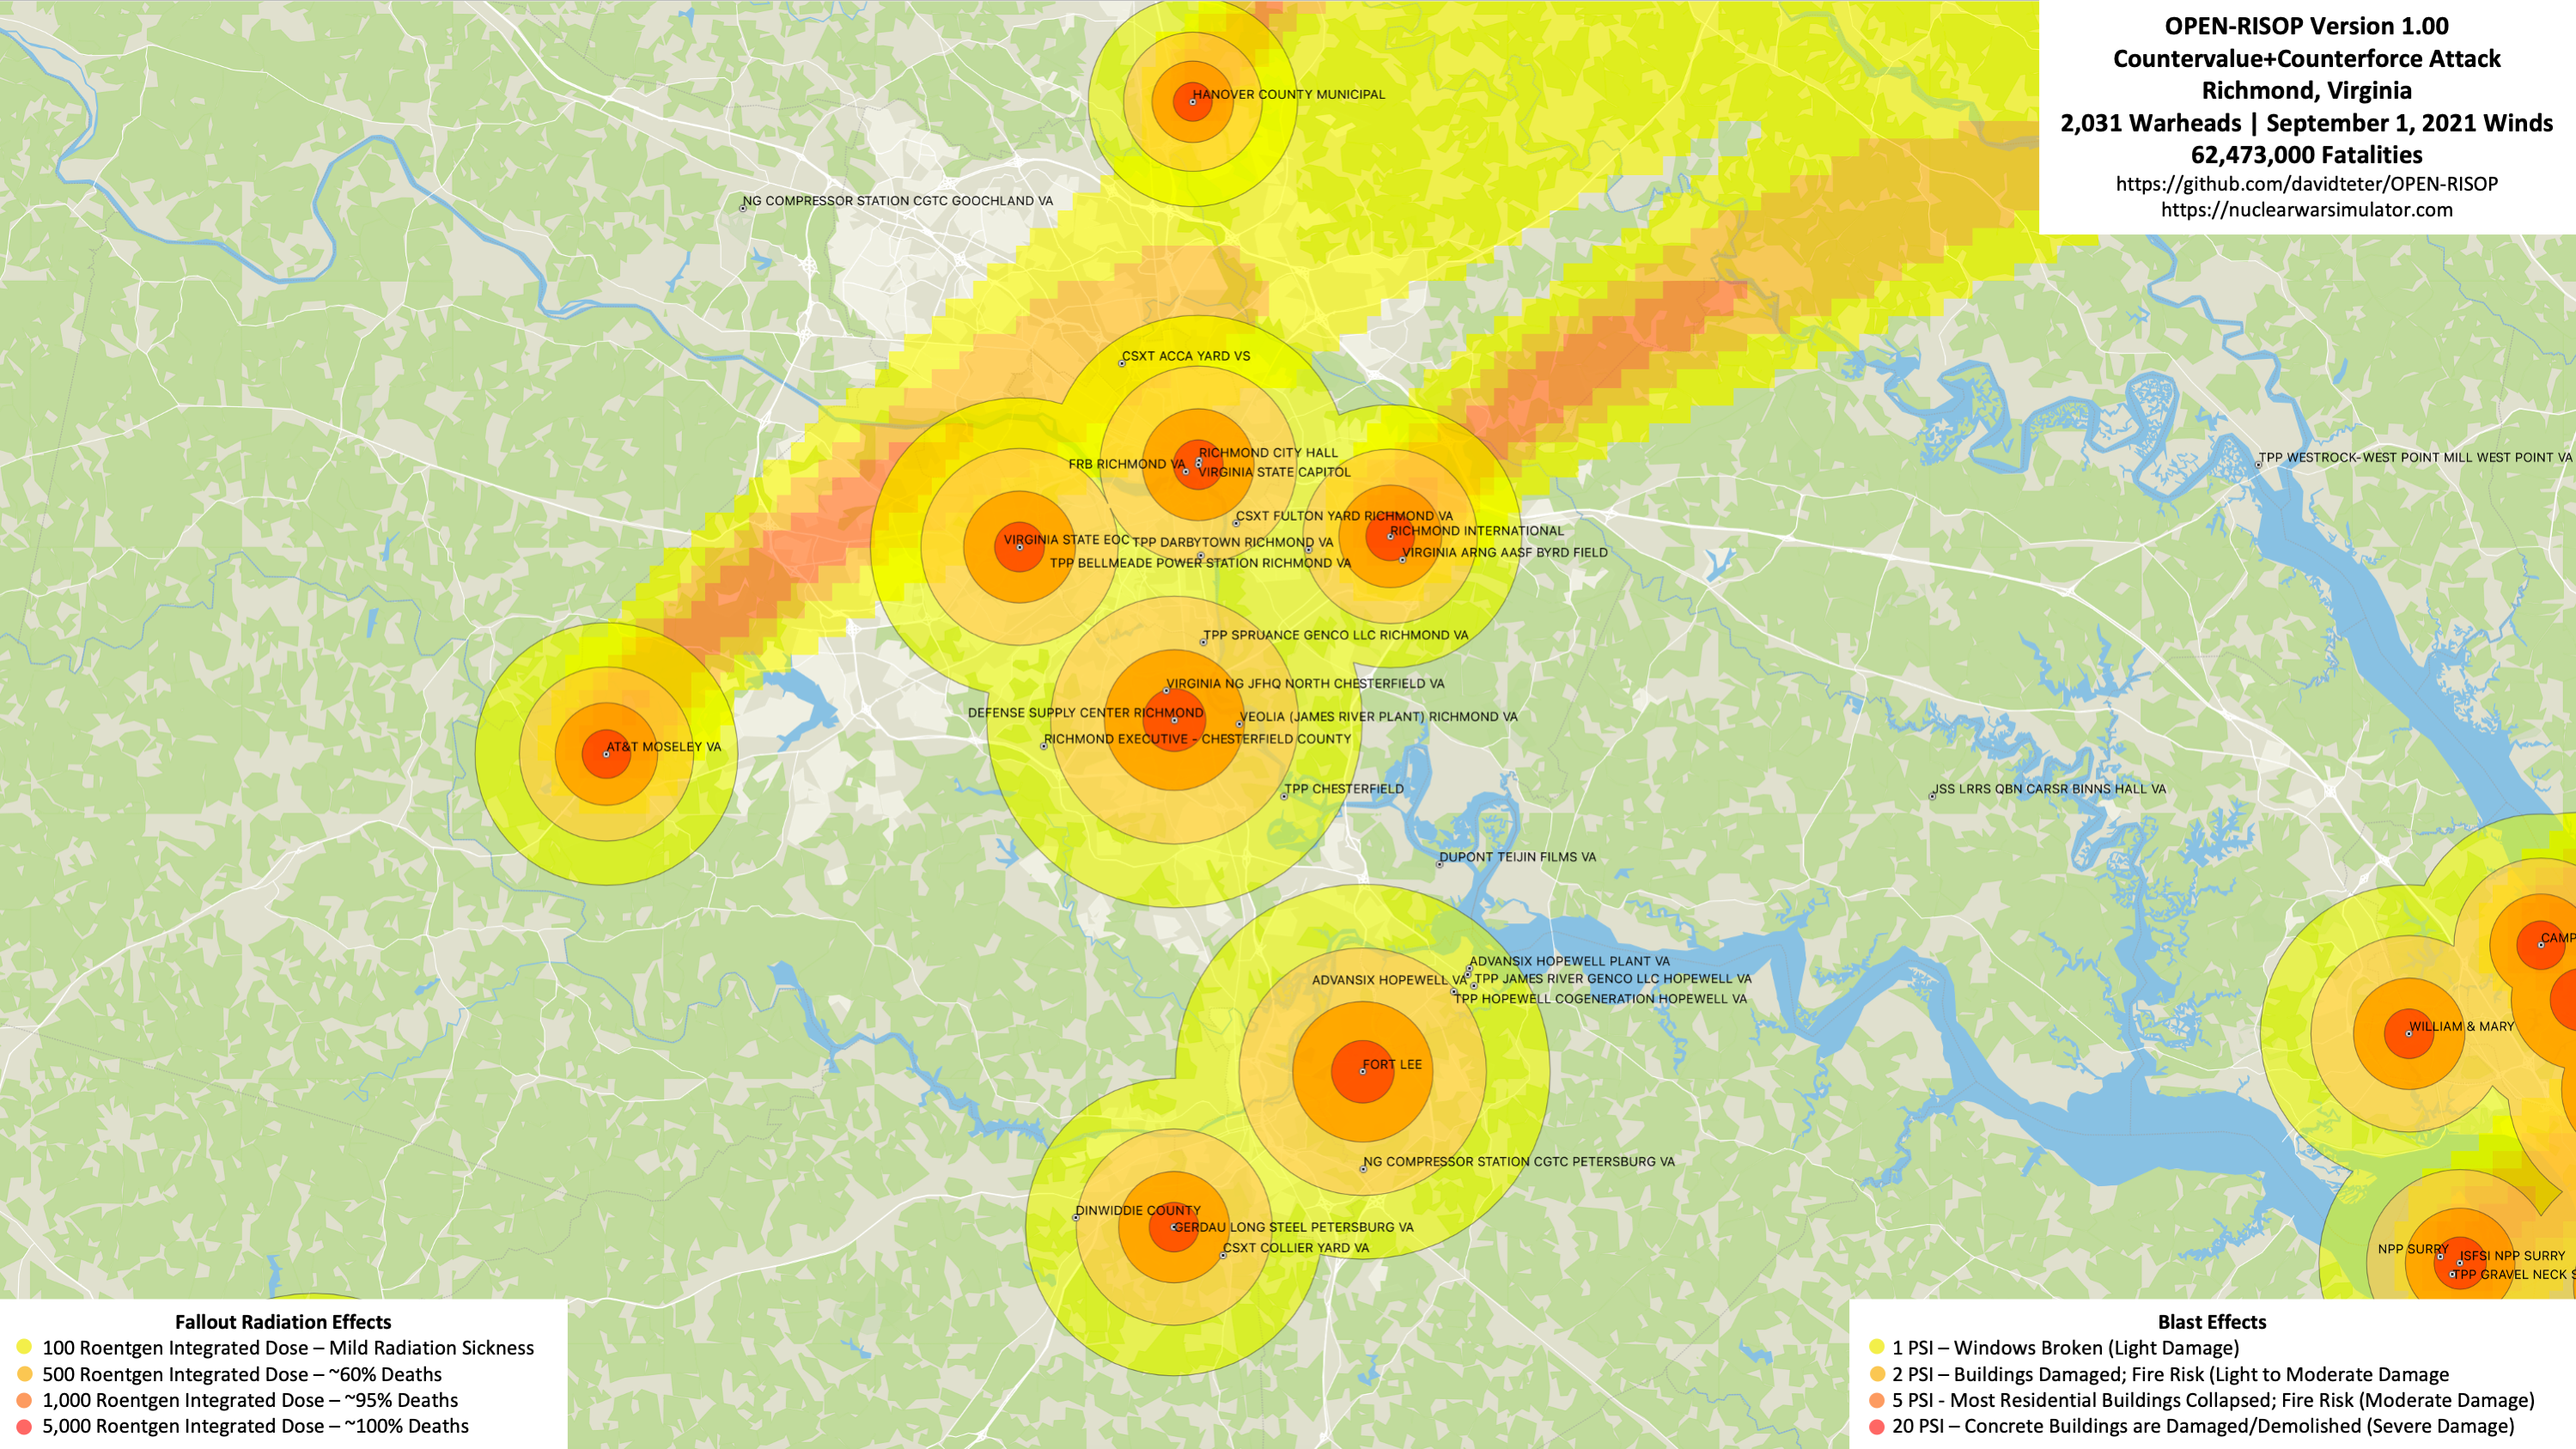 OPEN-RISOP Version 1.00
Countervalue+Counterforce Attack
Richmond, Virginia
2,031 Warheads | September 1, 2021 Winds
62,473,000 Fatalities
https://github.com/davidteter/OPEN-RISOP
https://nuclearwarsimulator.com
HANOVER COUNTY MUNICIPAL
NG COMPRESSOR STATION CGTC GOOCHLAND VA
CSXT ACCA YARD VS
RICHMOND CITY HALL
FRB RICHMOND VA
VIRGINIA STATE CAPITOL
TPP WESTROCK-WEST POINT MILL WEST POINT VA
CSXT FULTON YARD RICHMOND VA
RICHMOND INTERNATIONAL
VIRGINIA STATE EOC
TPP DARBYTOWN RICHMOND VA
VIRGINIA ARNG AASF BYRD FIELD
TPP BELLMEADE POWER STATION RICHMOND VA
TPP SPRUANCE GENCO LLC RICHMOND VA
VIRGINIA NG JFHQ NORTH CHESTERFIELD VA
DEFENSE SUPPLY CENTER RICHMOND
VEOLIA (JAMES RIVER PLANT) RICHMOND VA
RICHMOND EXECUTIVE - CHESTERFIELD COUNTY
AT&T MOSELEY VA
TPP CHESTERFIELD
JSS LRRS QBN CARSR BINNS HALL VA
DUPONT TEIJIN FILMS VA
CAMP
ADVANSIX HOPEWELL PLANT VA
ADVANSIX HOPEWELL VA
TPP JAMES RIVER GENCO LLC HOPEWELL VA
TPP HOPEWELL COGENERATION HOPEWELL VA
WILLIAM & MARY
FORT LEE
NG COMPRESSOR STATION CGTC PETERSBURG VA
DINWIDDIE COUNTY
GERDAU LONG STEEL PETERSBURG VA
CSXT COLLIER YARD VA
NPP SURRY
ISFSI NPP SURRY
TPP GRAVEL NECK S
Fallout Radiation Effects
100 Roentgen Integrated Dose – Mild Radiation Sickness
500 Roentgen Integrated Dose – ~60% Deaths
1,000 Roentgen Integrated Dose – ~95% Deaths
5,000 Roentgen Integrated Dose – ~100% Deaths
Blast Effects
1 PSI – Windows Broken (Light Damage)
2 PSI – Buildings Damaged; Fire Risk (Light to Moderate Damage
5 PSI - Most Residential Buildings Collapsed; Fire Risk (Moderate Damage)
20 PSI – Concrete Buildings are Damaged/Demolished (Severe Damage)